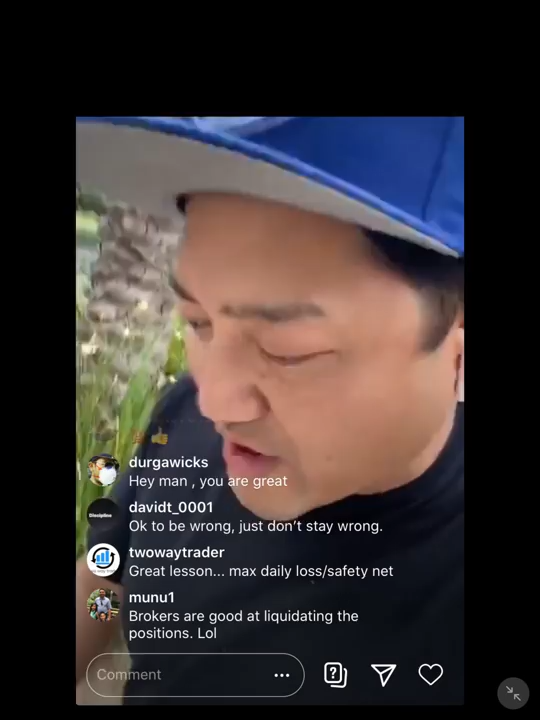 durgawicks
Hey man , you are great
davidt_0001
Discipline
Ok to be wrong, just don't stay wrong.
twowaytrader
Great lesson... max daily loss/safety net
munu1
Brokers are good at liquidating the
positions. Lol
Comment